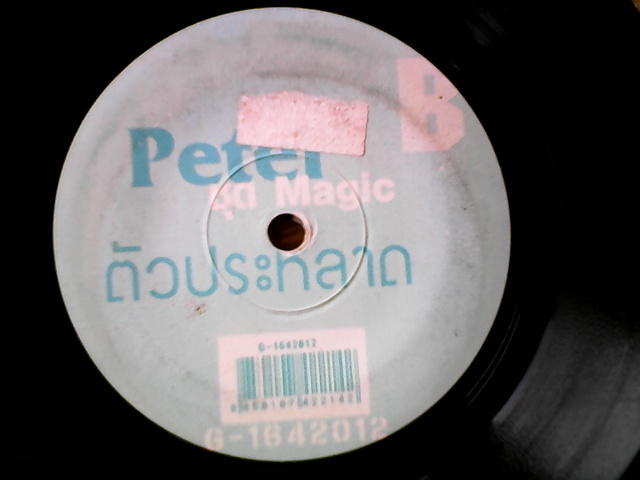 B
Peter
ชุด Magic
ตัวประหลาด
G-1642012
G-1642012